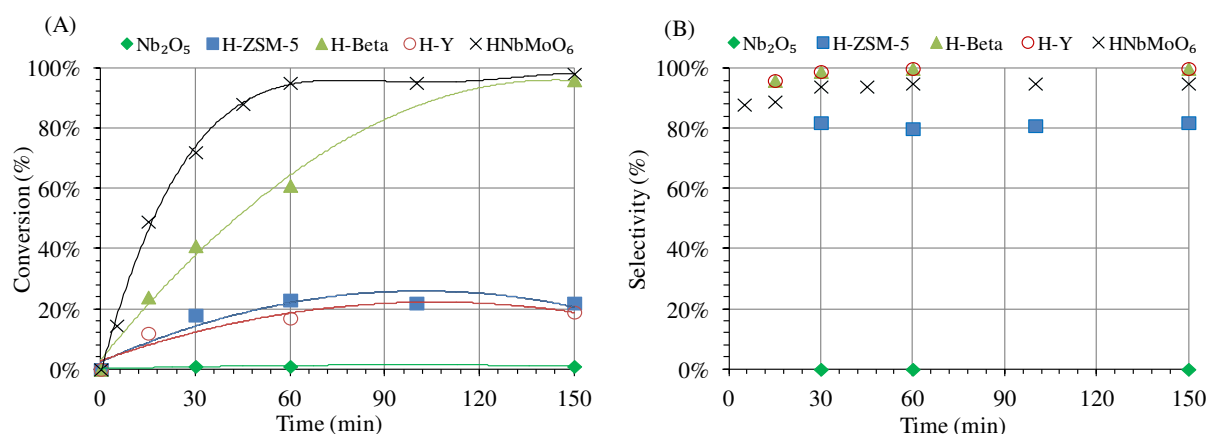 (A)
Nb₂O₅ H-ZSM-5 H-Beta H-Y HNbMoO₆
100%
80%
60%
40%
20%
0%
Conversion (%)
0 30 60 90 120 150
Time (min)
(B)
Nb₂O₅ H-ZSM-5 H-Beta H-Y HNbMoO₆
100%
80%
60%
40%
20%
0%
Selectivity (%)
0 30 60 90 120 150
Time (min)